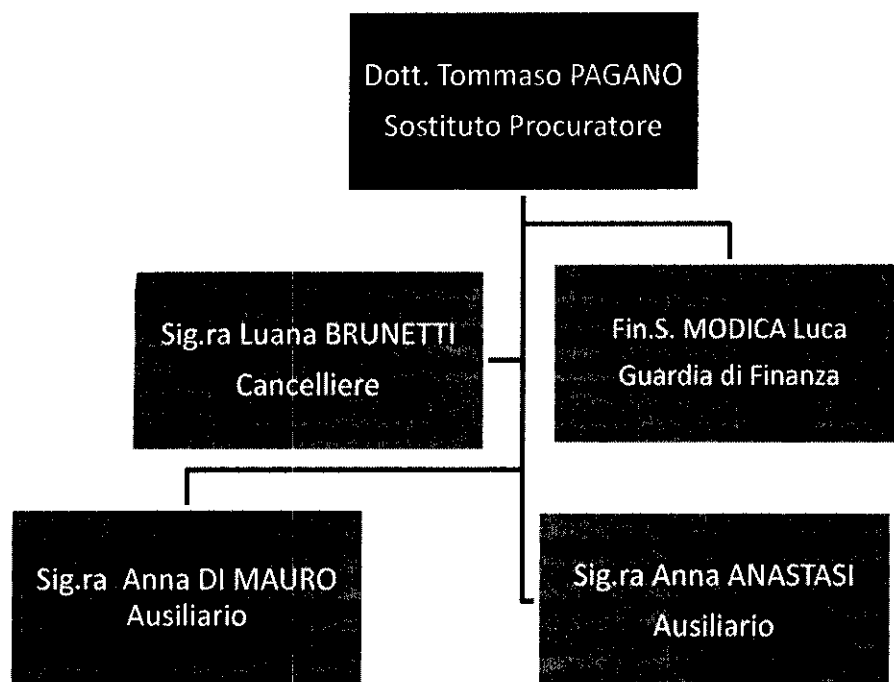 Dott. Tommaso PAGANO
Sostituto Procuratore
Sig.ra Luana BRUNETTI
Cancelliere
Fin.S. MODICA Luca
Guardia di Finanza
Sig.ra Anna DI MAURO
Ausiliario
Sig.ra Anna ANASTASI
Ausiliario